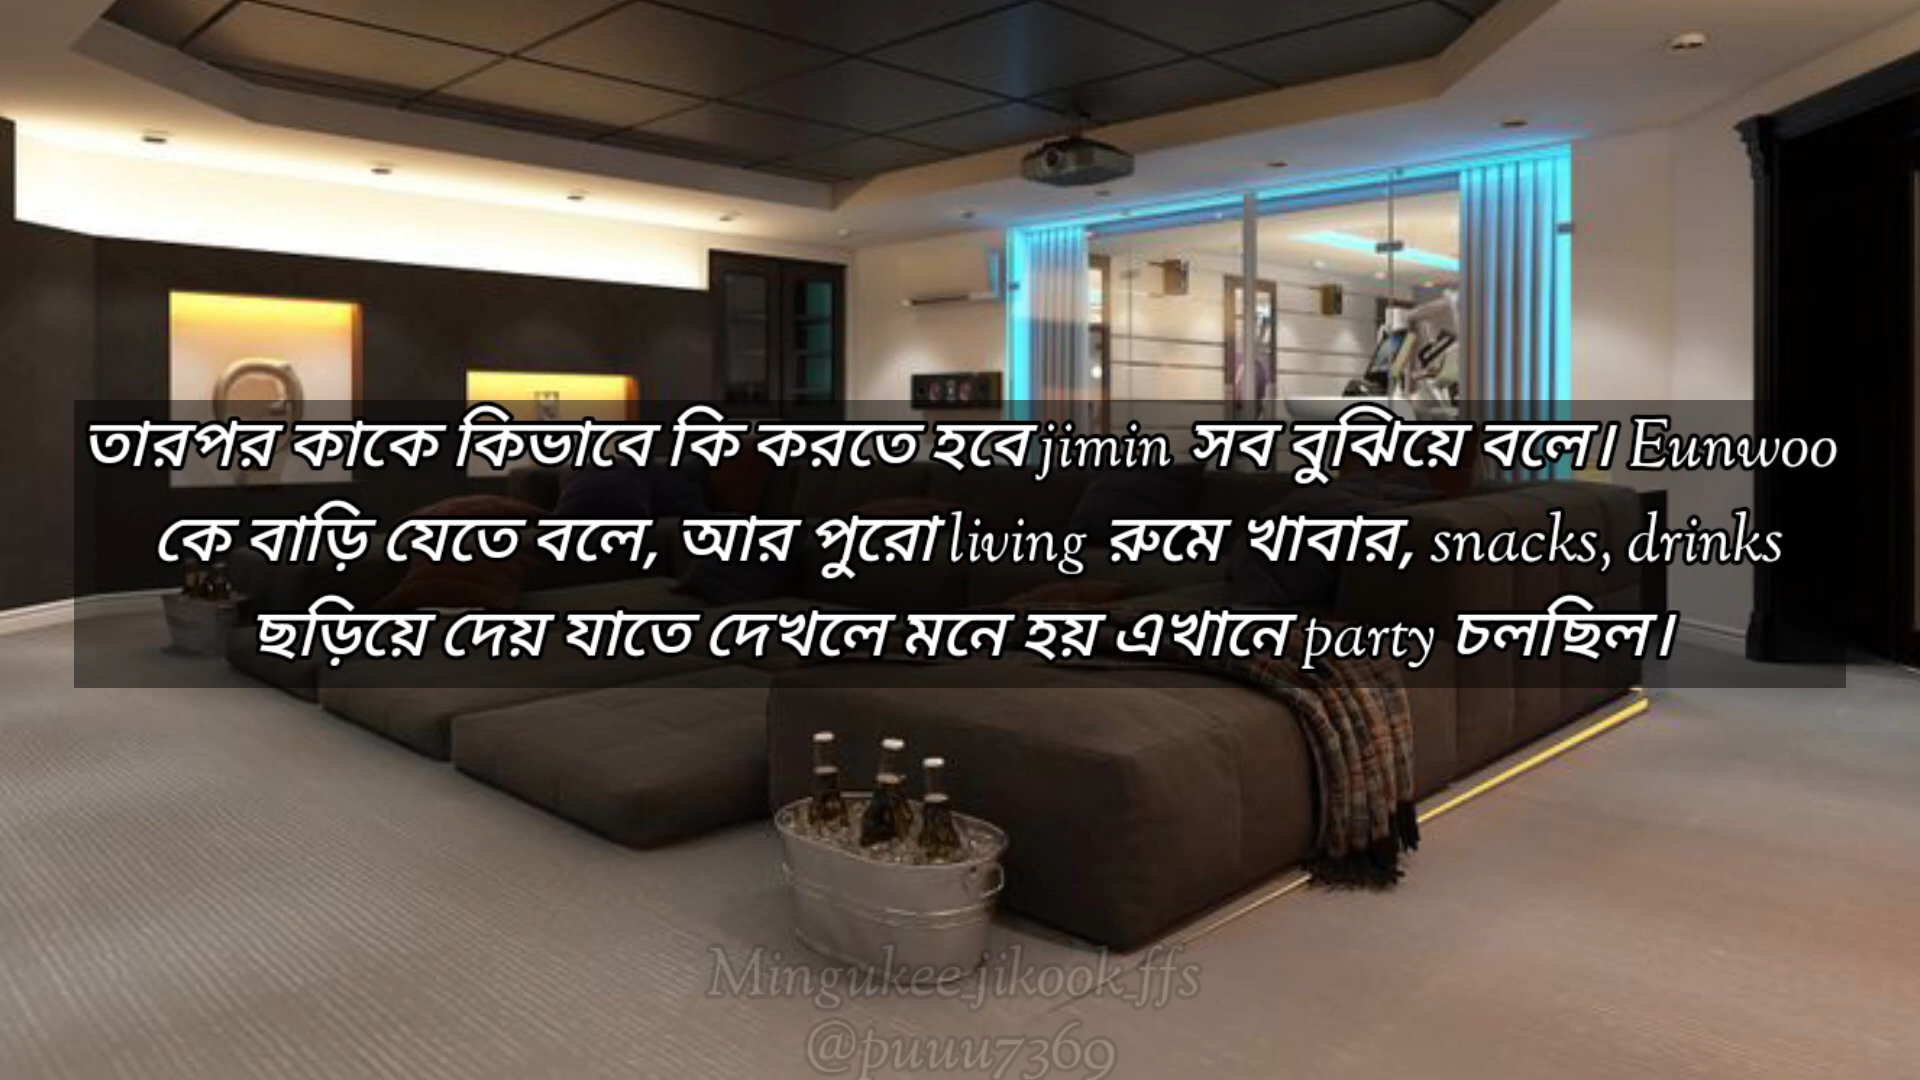 তারপর কাকে কিভাবে কি করতে হবে jimin সব বুঝিয়ে বলে। Eunwoo
কে বাড়ি যেতে বলে, আর পুরো living রুমে খাবার, snacks, drinks
ছড়িয়ে দেয় যাতে দেখলে মনে হয় এখানে party চলছিল।
Mingukee_jikook_ffs
@puuu7369